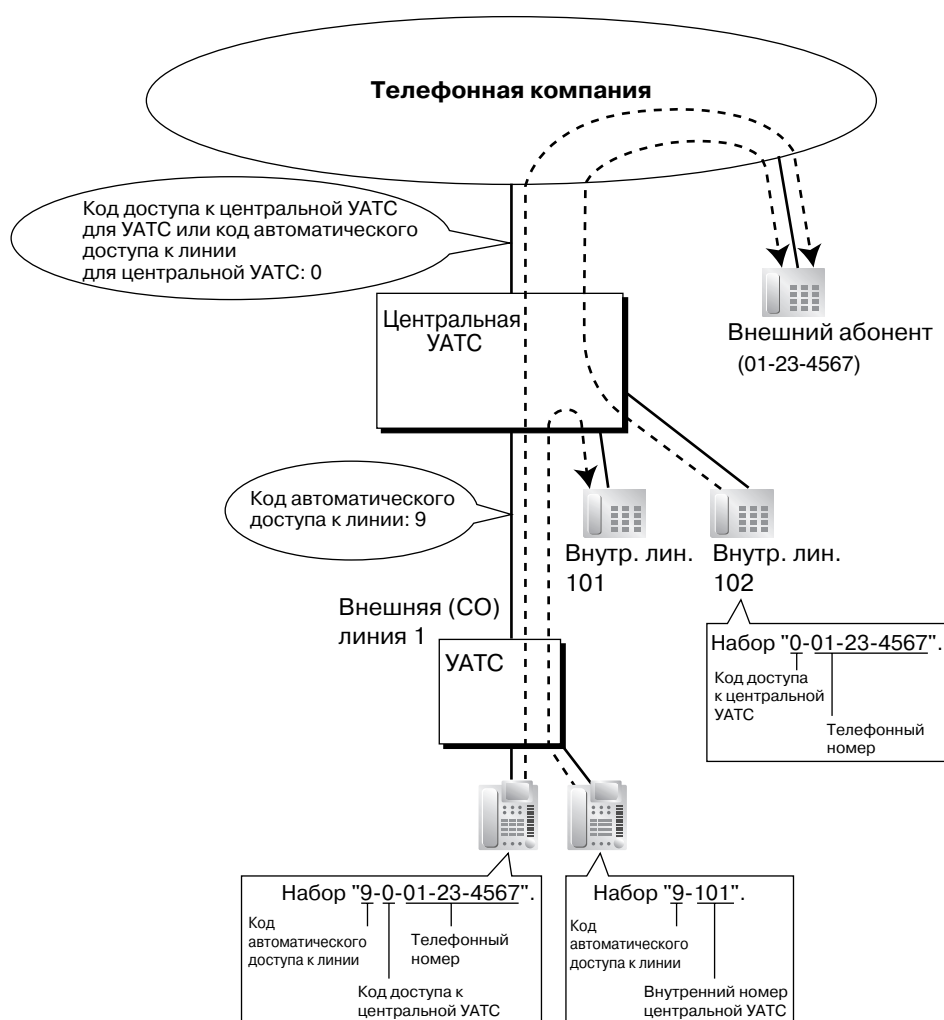 Телефонная компания
Код доступа к центральной УАТС
для УАТС или код автоматического
доступа к линии
для центральной УАТС: 0
Центральная
УАТС
Внешний абонент
(01-23-4567)
Код автоматического
доступа к линии: 9
Внутр. лин.
101
Внутр. лин.
102
Внешняя (CO)
линия 1
УАТС
Набор "0-01-23-4567".
Код доступа
к центральной
УАТС
Телефонный
номер
Набор "9-0-01-23-4567".
Код
автоматического
доступа к линии
Телефонный
номер
Код доступа к
центральной УАТС
Набор "9-101".
Код
автоматического
доступа к линии
Внутренний номер
центральной УАТС